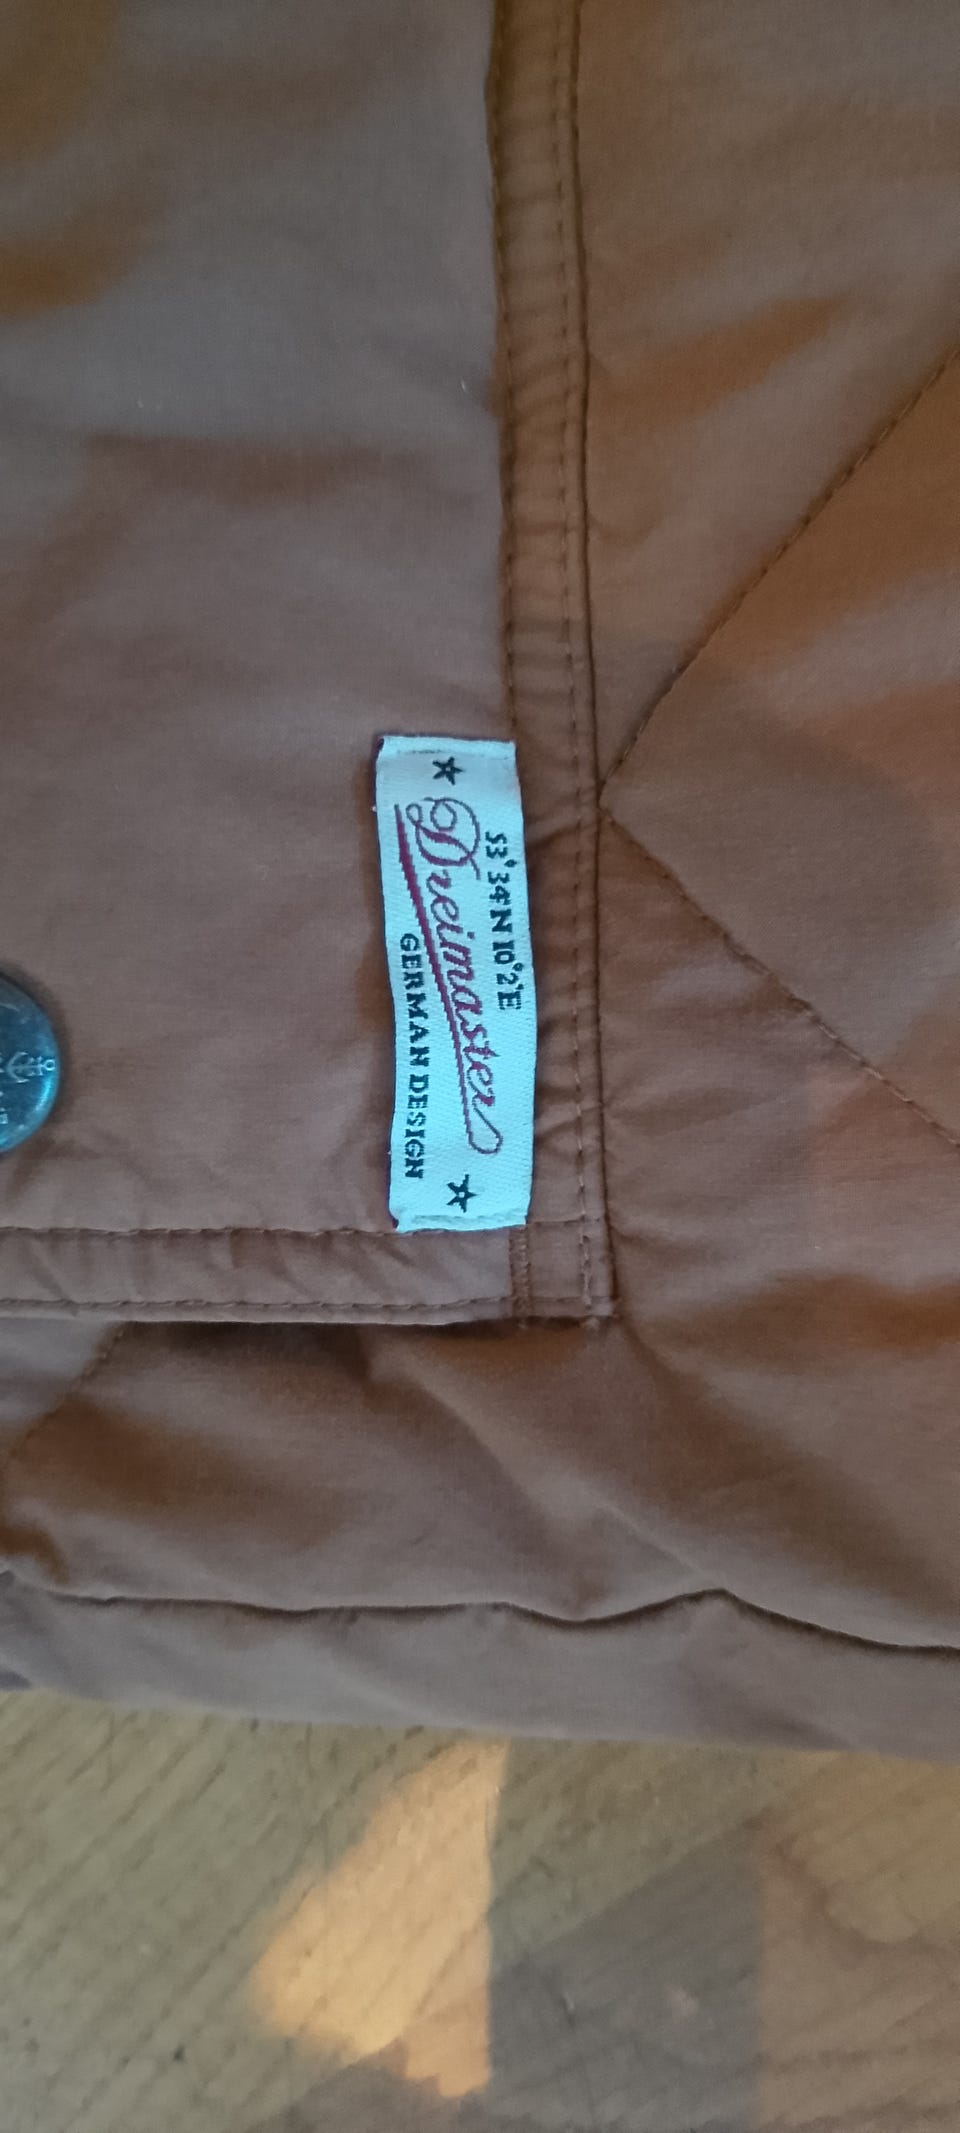 53°34'N 10°2'E
Dreimaster
GERMAN DESIGN